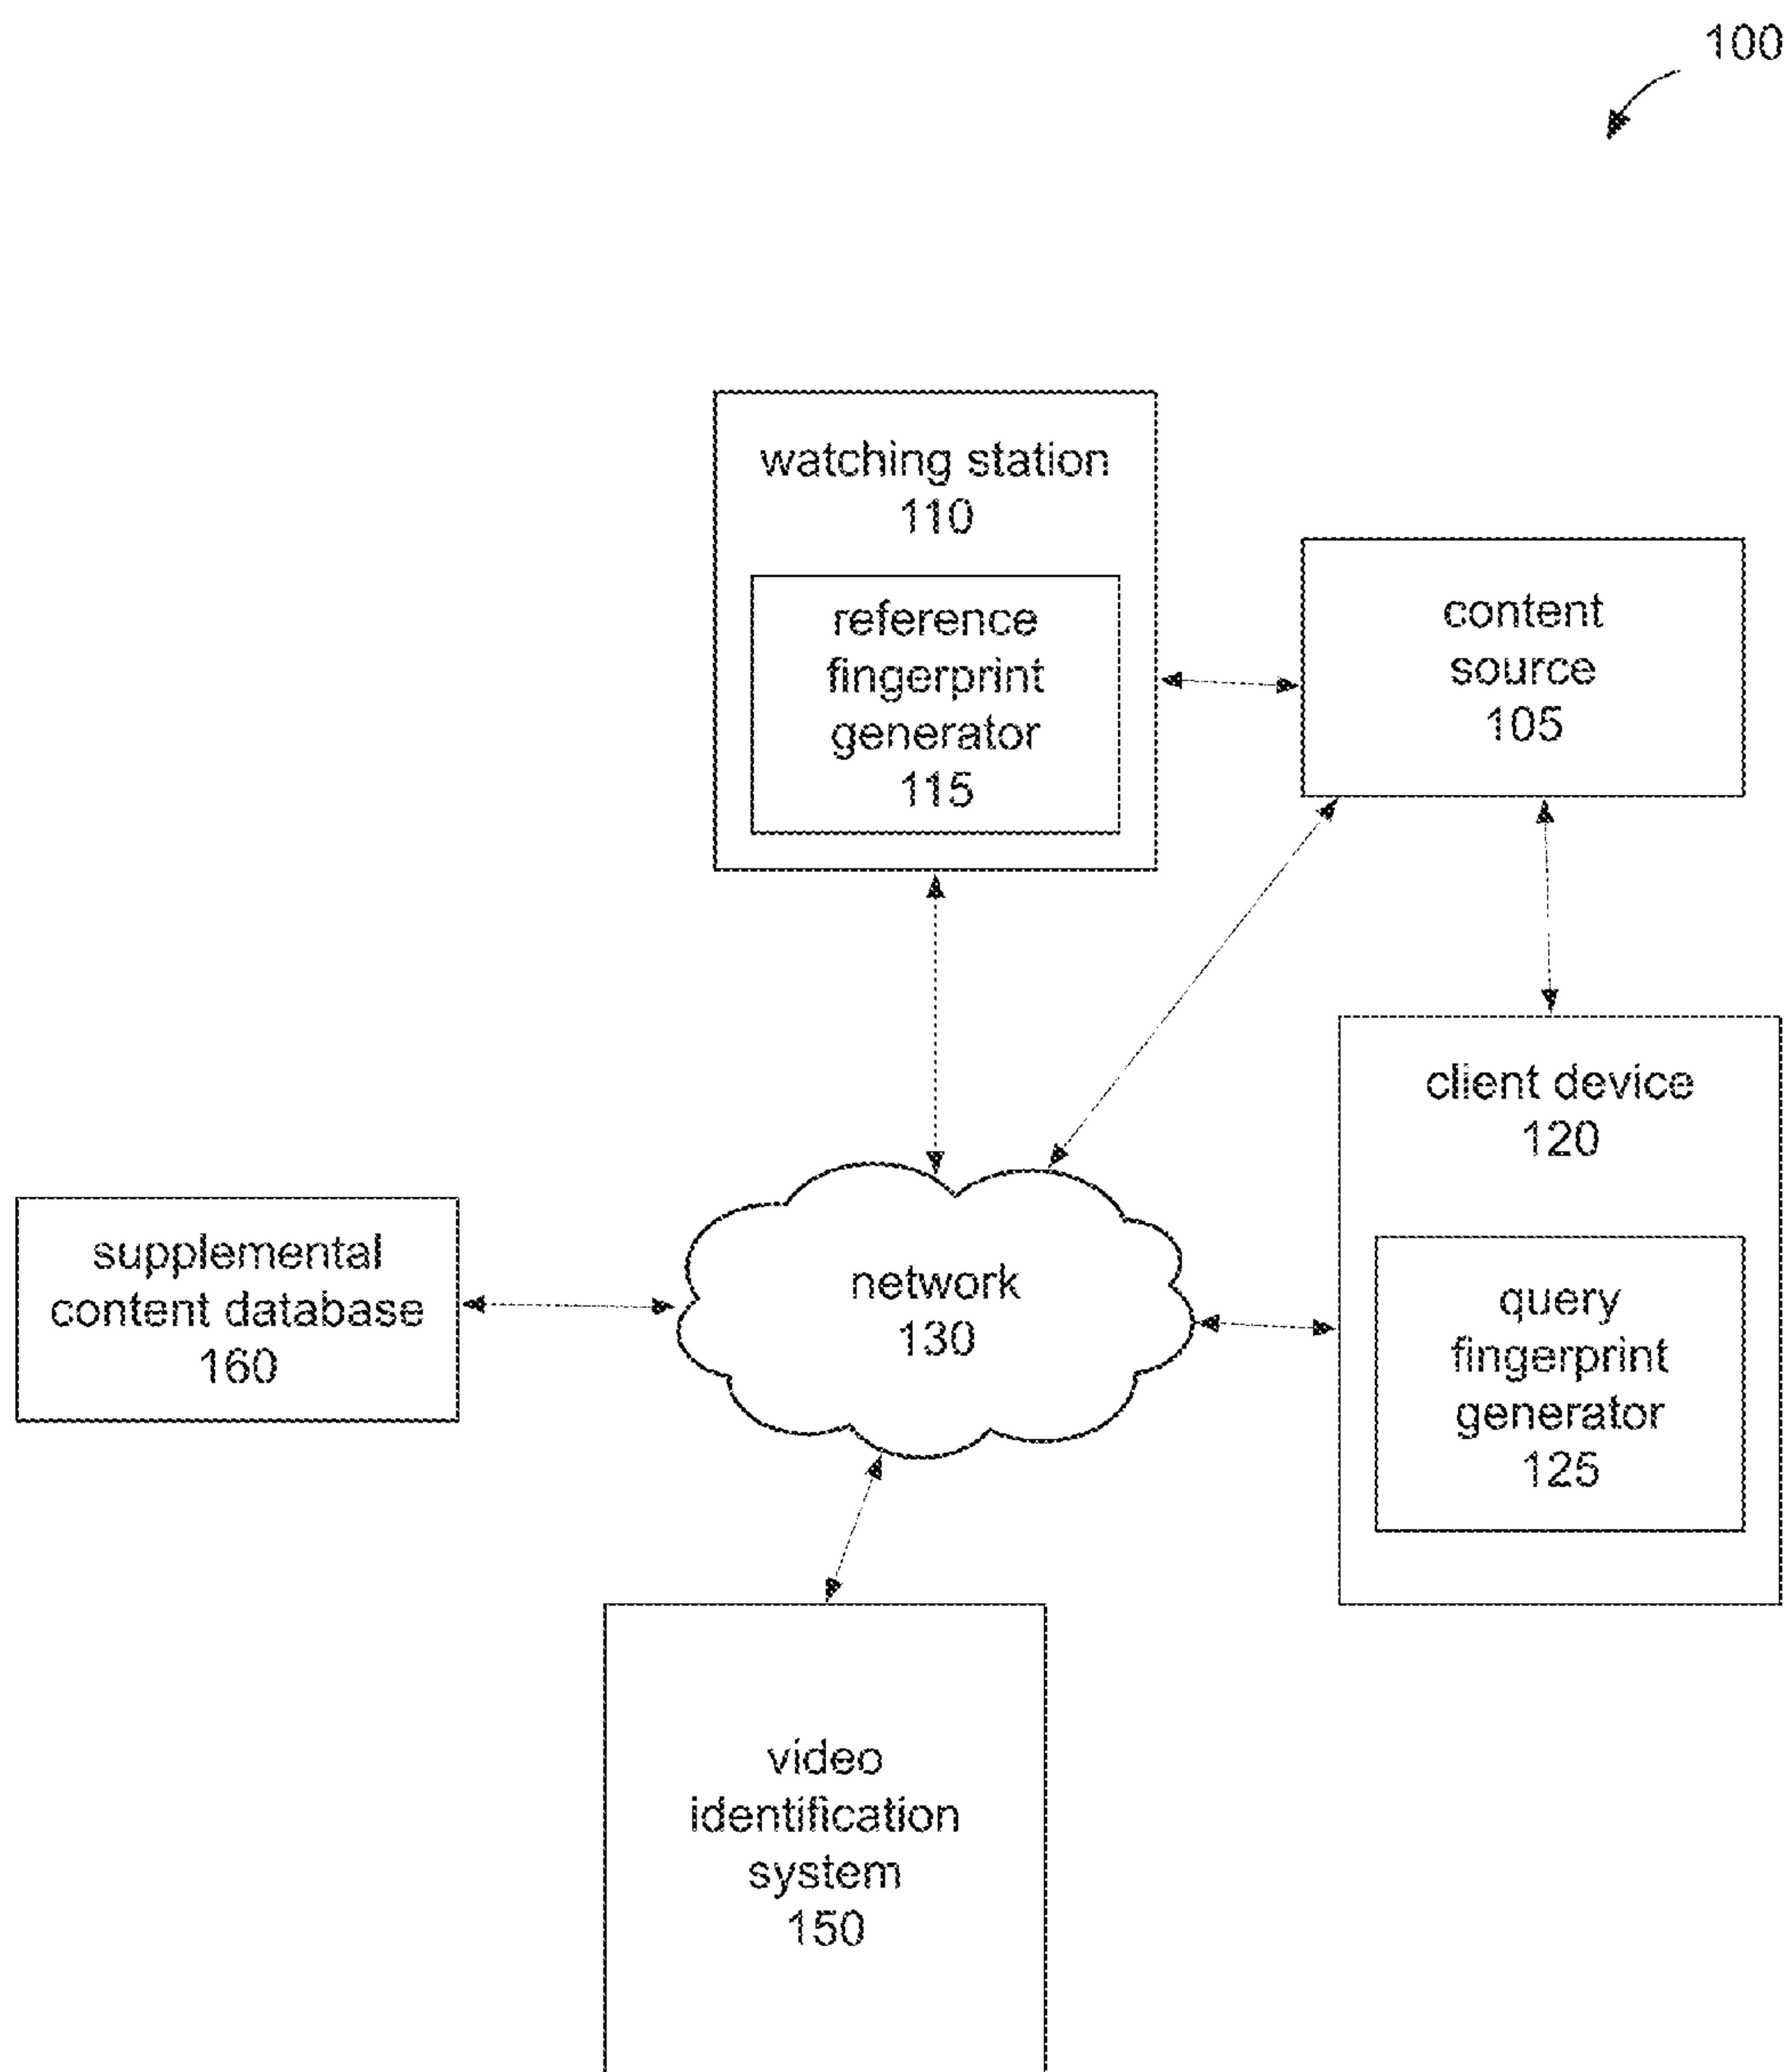 100
watching station
110
reference
fingerprint
generator
115
content
source
105
client device
120
query
fingerprint
generator
125
network
130
supplemental
content database
160
video
identification
system
150